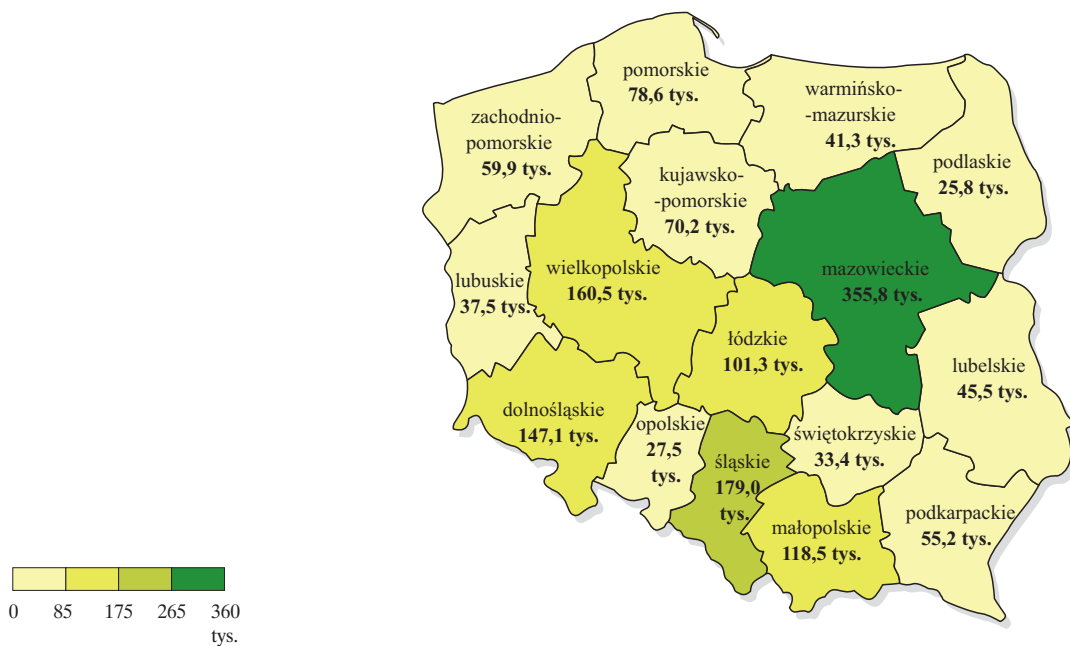 pomorskie
78,6 tys.
warmińsko-
-mazurskie
41,3 tys.
zachodnio-
pomorskie
59,9 tys.
podlaskie
25,8 tys.
kujawsko-
-pomorskie
70,2 tys.
mazowieckie
355,8 tys.
wielkopolskie
160,5 tys.
lubuskie
37,5 tys.
łódzkie
101,3 tys.
lubelskie
45,5 tys.
dolnośląskie
147,1 tys.
opolskie
27,5
tys.
śląskie
179,0
tys.
świętokrzyskie
33,4 tys.
małopolskie
118,5 tys.
podkarpackie
55,2 tys.
0 85 175 265 360
tys.